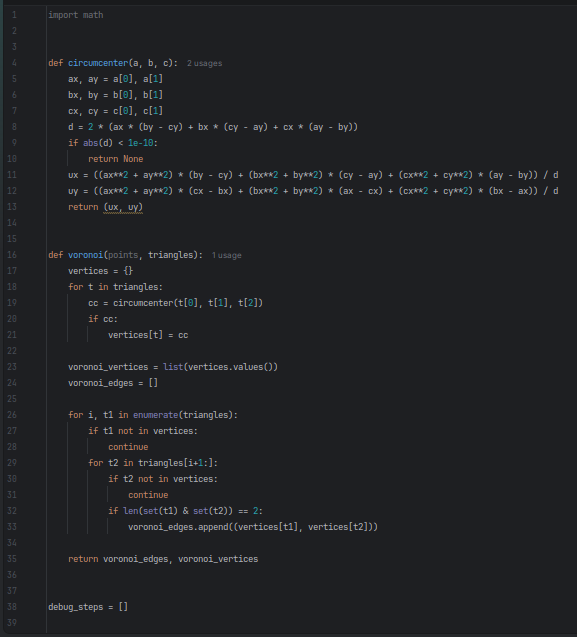 1 import math
2
3
4 def circumcenter(a, b, c): 2 usages
5     ax, ay = a[0], a[1]
6     bx, by = b[0], b[1]
7     cx, cy = c[0], c[1]
8     d = 2 * (ax * (by - cy) + bx * (cy - ay) + cx * (ay - by))
9     if abs(d) < 1e-10:
10         return None
11     ux = ((ax**2 + ay**2) * (by - cy) + (bx**2 + by**2) * (cy - ay) + (cx**2 + cy**2) * (ay - by)) / d
12     uy = ((ax**2 + ay**2) * (cx - bx) + (bx**2 + by**2) * (ax - cx) + (cx**2 + cy**2) * (bx - ax)) / d
13     return (ux, uy)
14
15
16 def voronoi(points, triangles): 1 usage
17     vertices = {}
18     for t in triangles:
19         cc = circumcenter(t[0], t[1], t[2])
20         if cc:
21             vertices[t] = cc
22
23     voronoi_vertices = list(vertices.values())
24     voronoi_edges = []
25
26     for i, t1 in enumerate(triangles):
27         if t1 not in vertices:
28             continue
29         for t2 in triangles[i+1:]:
30             if t2 not in vertices:
31                 continue
32             if len(set(t1) & set(t2)) == 2:
33                 voronoi_edges.append((vertices[t1], vertices[t2]))
34
35     return voronoi_edges, voronoi_vertices
36
37
38 debug_steps = []
39